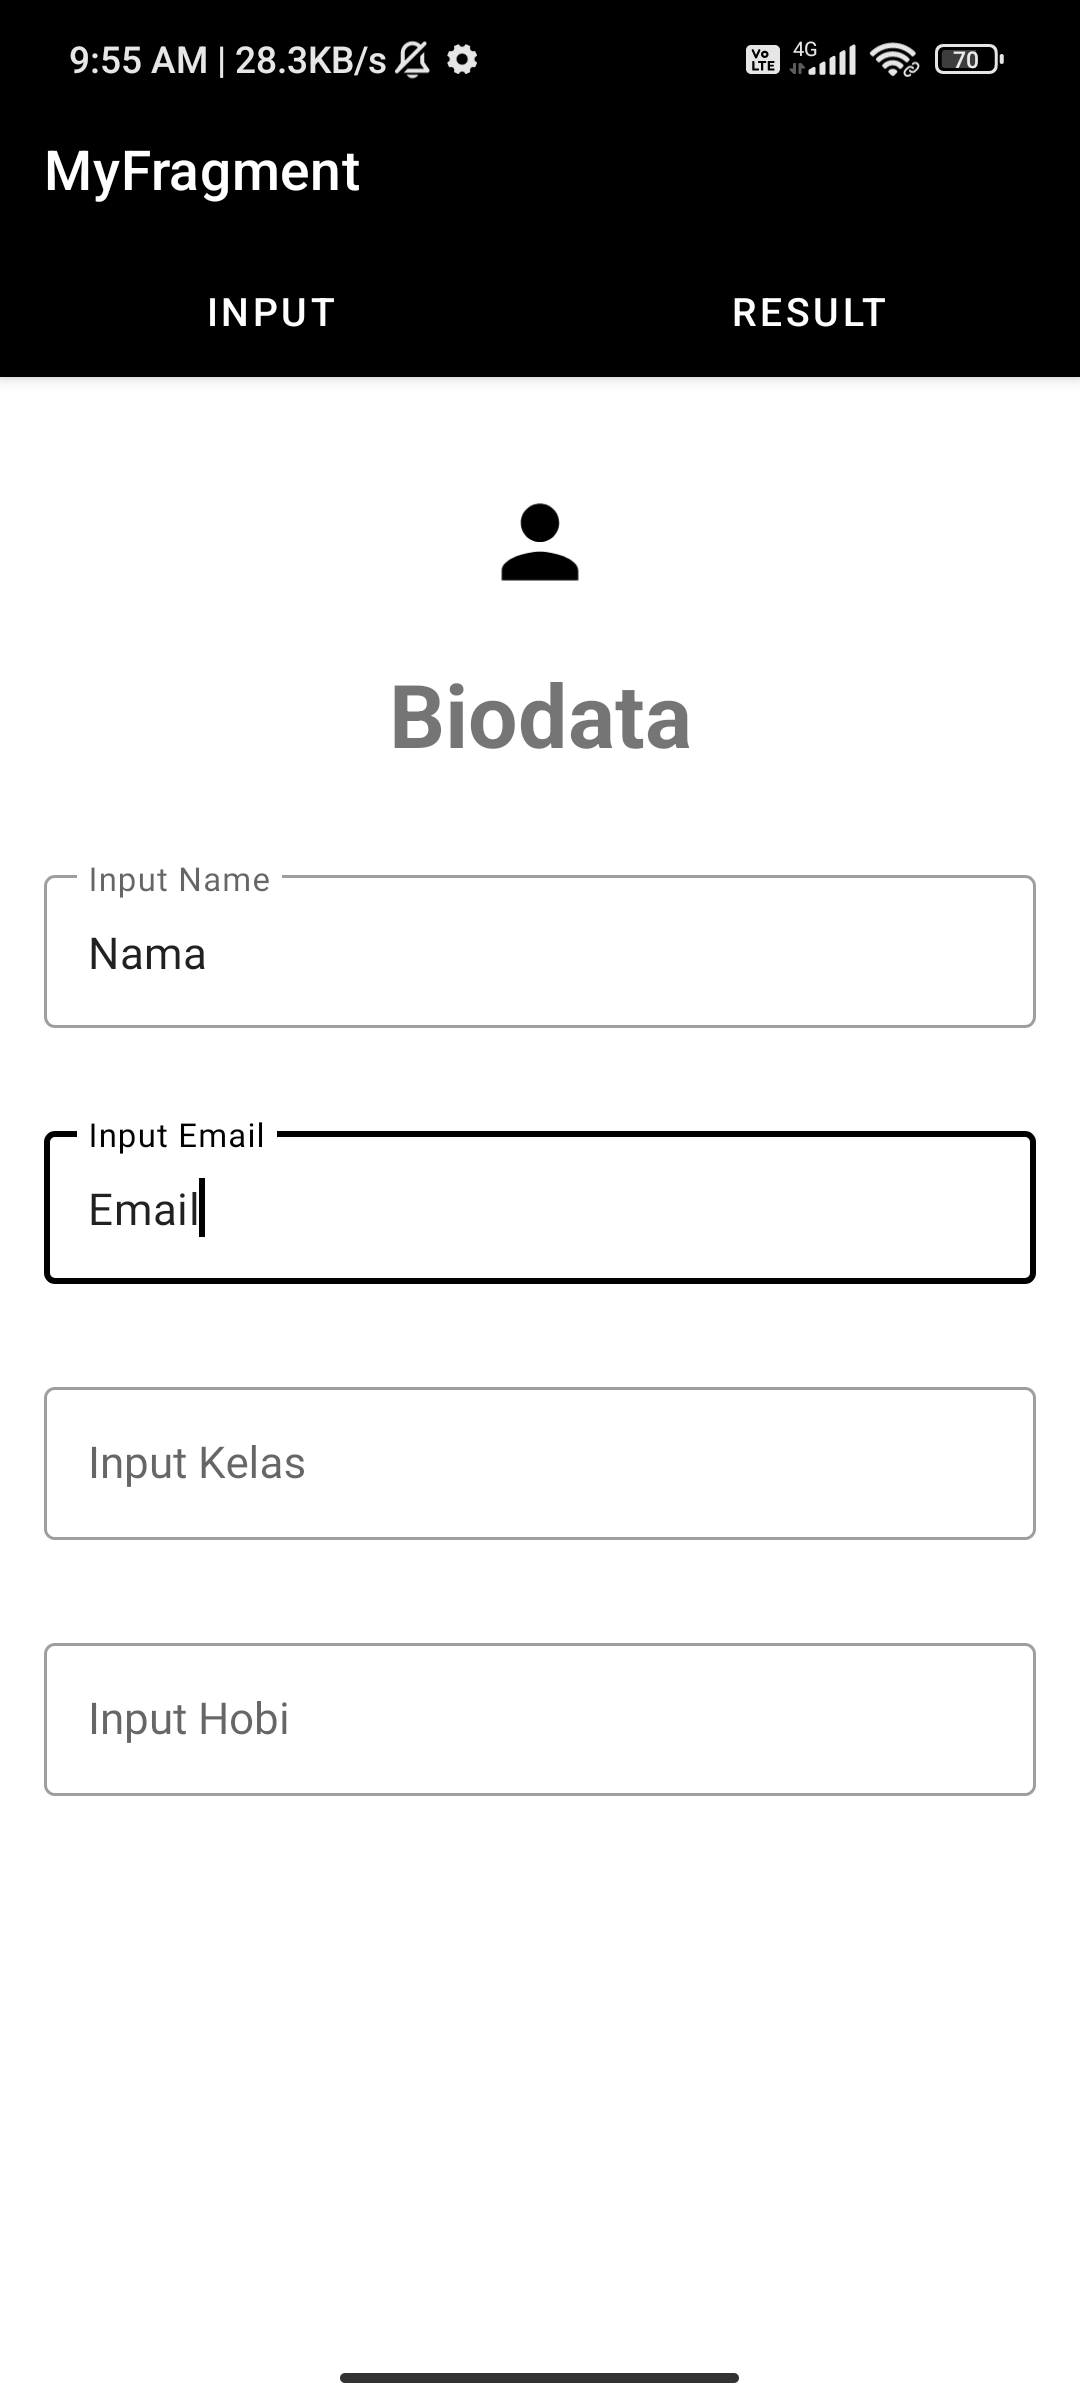 9:55 AM | 28.3KB/s Vo LTE 4G 70
MyFragment
INPUT RESULT
Biodata
Input Name
Nama
Input Email
Email
Input Kelas
Input Hobi